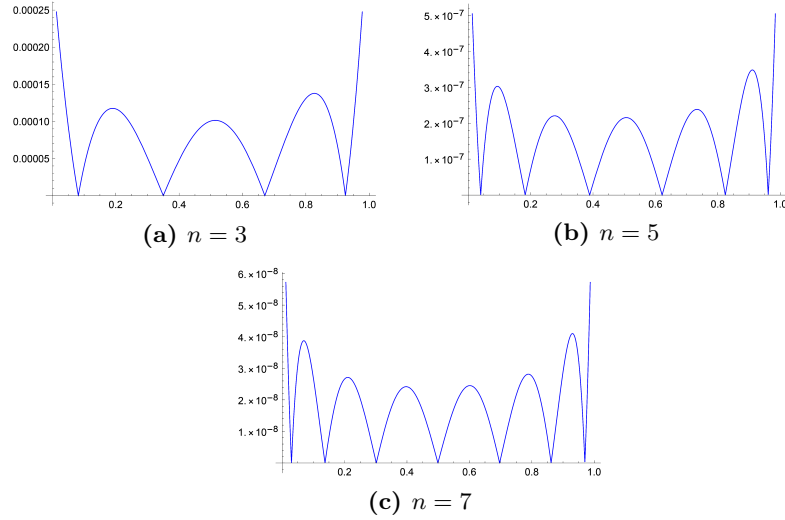 0.00025
0.00020
0.00015
0.00010
0.00005
0.2 0.4 0.6 0.8 1.0
(a) n = 3
5. × 10⁻⁷
4. × 10⁻⁷
3. × 10⁻⁷
2. × 10⁻⁷
1. × 10⁻⁷
0.2 0.4 0.6 0.8 1.0
(b) n = 5
6. × 10⁻⁸
5. × 10⁻⁸
4. × 10⁻⁸
3. × 10⁻⁸
2. × 10⁻⁸
1. × 10⁻⁸
0.2 0.4 0.6 0.8 1.0
(c) n = 7